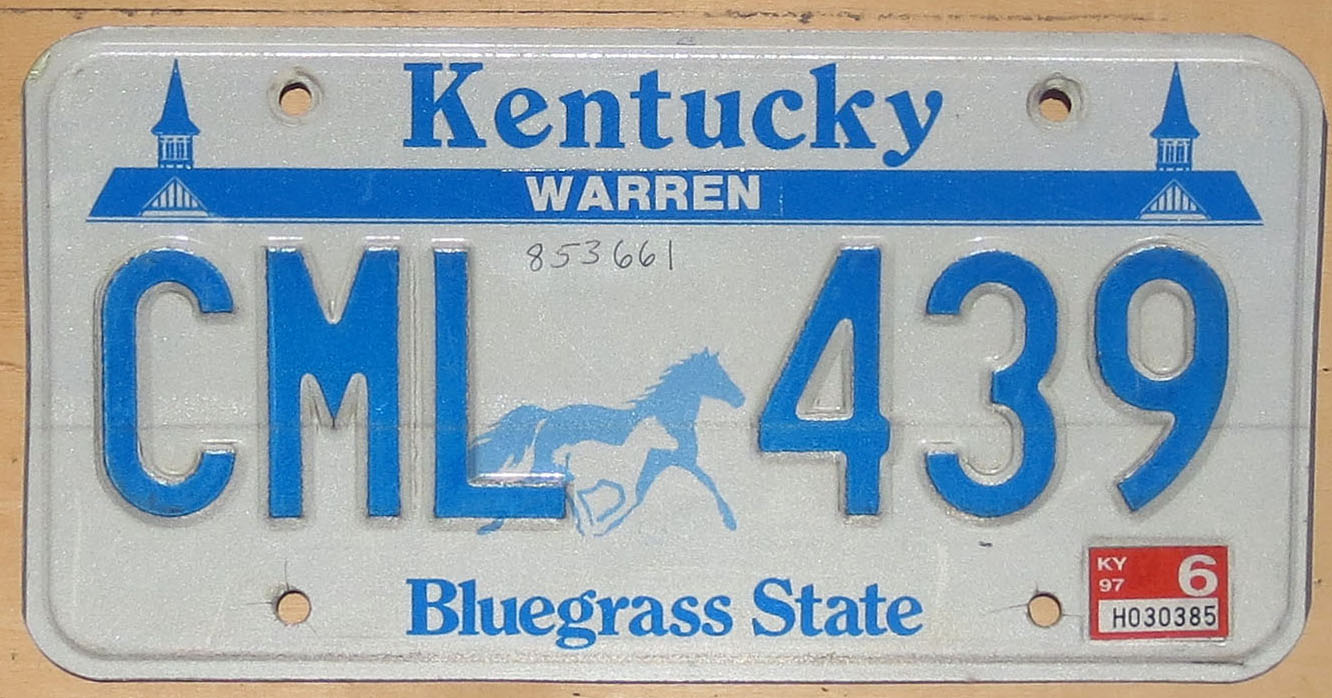 Kentucky
WARREN
853661
CML 439
KY 97 6
H030385
Bluegrass State